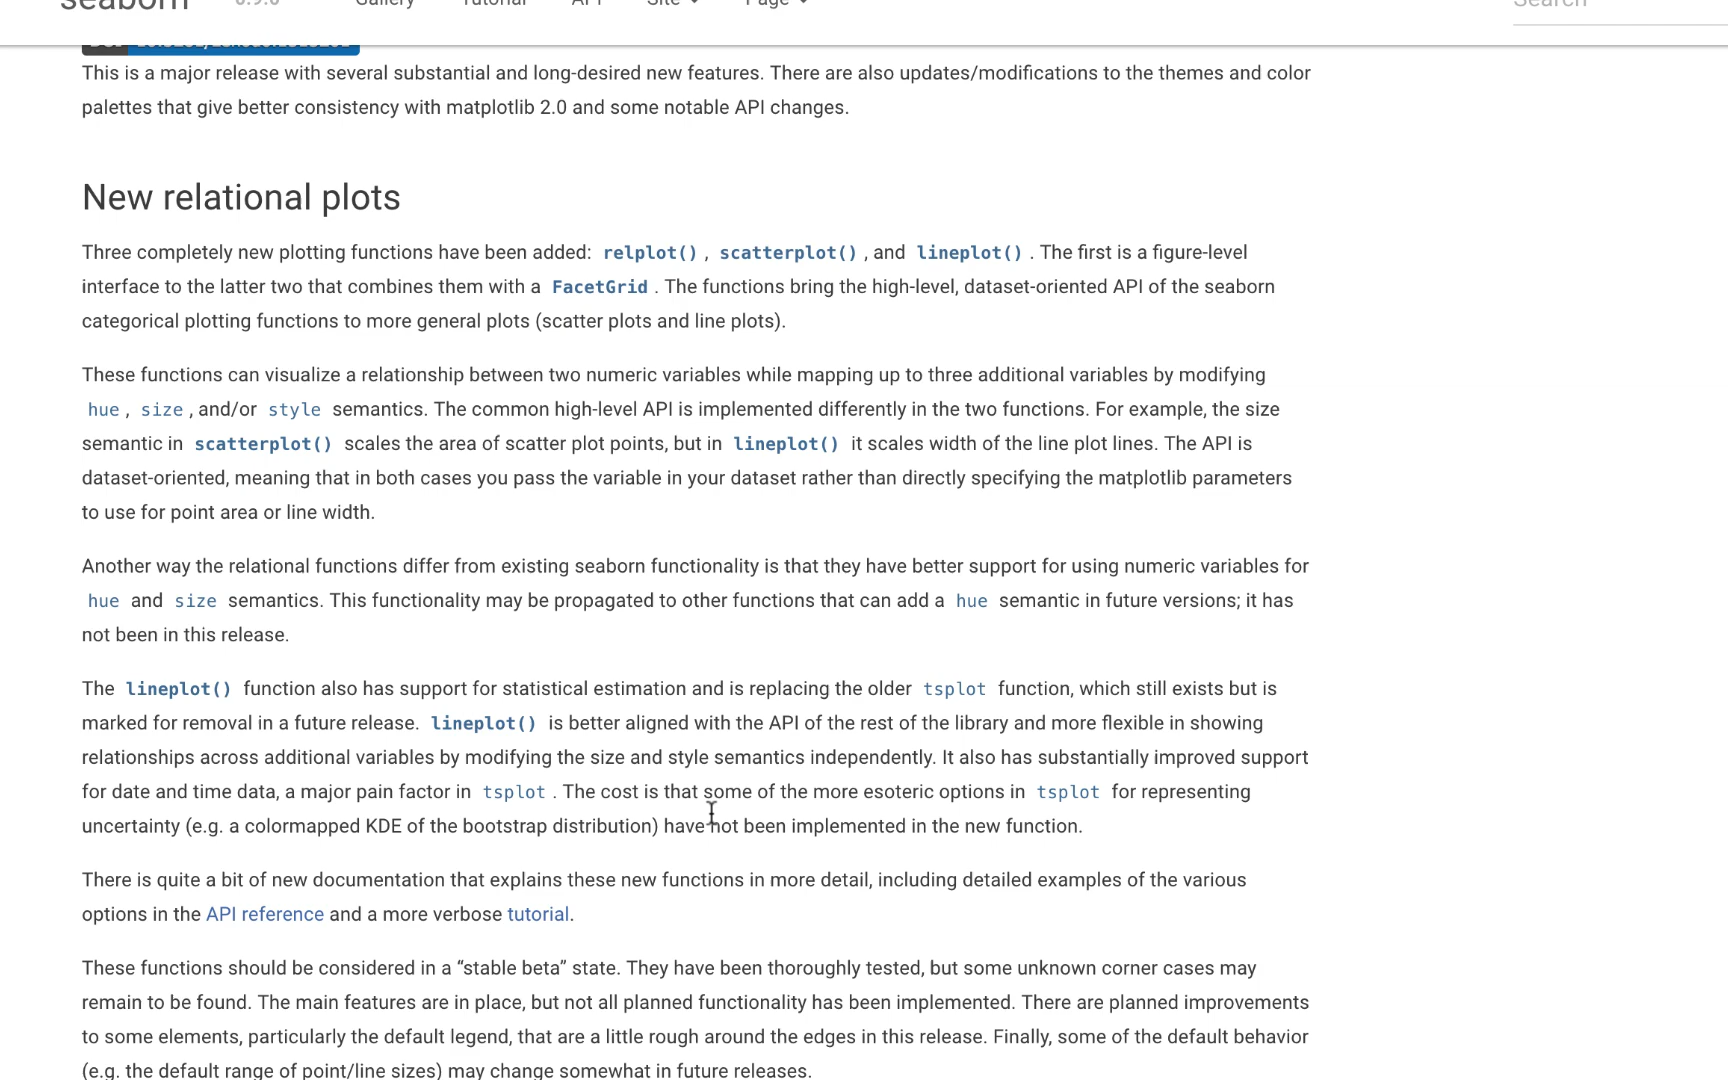 seaborn 0.9.0 Gallery Tutorial API Site Page Search
This is a major release with several substantial and long-desired new features. There are also updates/modifications to the themes and color
palettes that give better consistency with matplotlib 2.0 and some notable API changes.
New relational plots
Three completely new plotting functions have been added: relplot(), scatterplot(), and lineplot(). The first is a figure-level
interface to the latter two that combines them with a FacetGrid. The functions bring the high-level, dataset-oriented API of the seaborn
categorical plotting functions to more general plots (scatter plots and line plots).
These functions can visualize a relationship between two numeric variables while mapping up to three additional variables by modifying
hue, size, and/or style semantics. The common high-level API is implemented differently in the two functions. For example, the size
semantic in scatterplot() scales the area of scatter plot points, but in lineplot() it scales width of the line plot lines. The API is
dataset-oriented, meaning that in both cases you pass the variable in your dataset rather than directly specifying the matplotlib parameters
to use for point area or line width.
Another way the relational functions differ from existing seaborn functionality is that they have better support for using numeric variables for
hue and size semantics. This functionality may be propagated to other functions that can add a hue semantic in future versions; it has
not been in this release.
The lineplot() function also has support for statistical estimation and is replacing the older tsplot function, which still exists but is
marked for removal in a future release. lineplot() is better aligned with the API of the rest of the library and more flexible in showing
relationships across additional variables by modifying the size and style semantics independently. It also has substantially improved support
for date and time data, a major pain factor in tsplot. The cost is that some of the more esoteric options in tsplot for representing
uncertainty (e.g. a colormapped KDE of the bootstrap distribution) have not been implemented in the new function.
There is quite a bit of new documentation that explains these new functions in more detail, including detailed examples of the various
options in the API reference and a more verbose tutorial.
These functions should be considered in a “stable beta” state. They have been thoroughly tested, but some unknown corner cases may
remain to be found. The main features are in place, but not all planned functionality has been implemented. There are planned improvements
to some elements, particularly the default legend, that are a little rough around the edges in this release. Finally, some of the default behavior
(e.g. the default range of point/line sizes) may change somewhat in future releases.